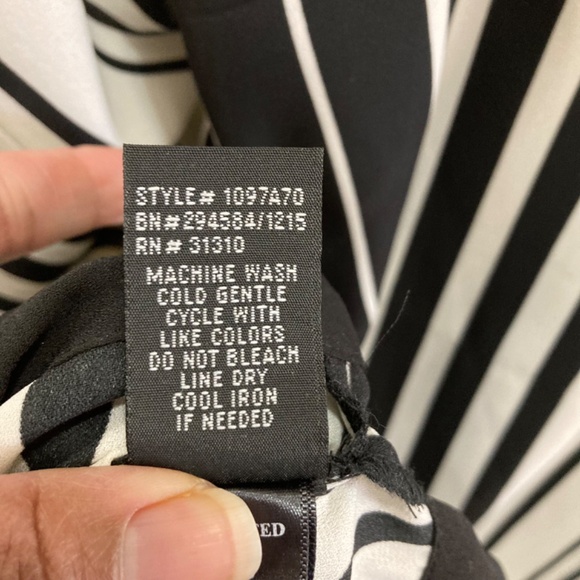 STYLE# 1097A70
BN#294584/1215
RN# 31310
MACHINE WASH
COLD GENTLE
CYCLE WITH
LIKE COLORS
DO NOT BLEACH
LINE DRY
COOL IRON
IF NEEDED